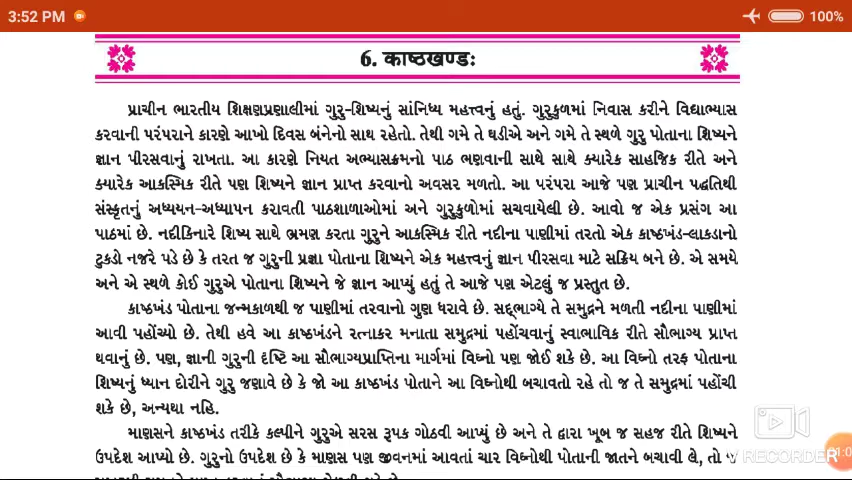 3:52 PM
100%
6. काष्ठखण्डः
પ્રાચીન ભારતીય શિક્ષણપ્રણાલીમાં ગુરુ-શિષ્યનું સાંનિધ્ય મહત્ત્વનું હતું. ગુરુકુળમાં નિવાસ કરીને વિદ્યાભ્યાસ
કરવાની પરંપરાને કારણે આખો દિવસ બંનેનો સાથ રહેતો. તેથી ગમે તે ઘડીએ અને ગમે તે સ્થળે ગુરુ પોતાના શિષ્યને
જ્ઞાન પીરસવાનું રાખતા. આ કારણે નિયત અભ્યાસક્રમનો પાઠ ભણવાની સાથે સાથે ક્યારેક સાહજિક રીતે અને
ક્યારેક આકસ્મિક રીતે પણ શિષ્યને જ્ઞાન પ્રાપ્ત કરવાનો અવસર મળતો. આ પરંપરા આજે પણ પ્રાચીન પદ્ધતિથી
સંસ્કૃતનું અધ્યયન-અધ્યાપન કરાવતી પાઠશાળાઓમાં અને ગુરુકુળોમાં સચવાયેલી છે. આવો જ એક પ્રસંગ આ
પાઠમાં છે. નદીકિનારે શિષ્ય સાથે ભ્રમણ કરતા ગુરુને આકસ્મિક રીતે નદીના પાણીમાં તરતો એક કાષ્ઠખંડ-લાકડાનો
ટુકડો નજરે પડે છે કે તરત જ ગુરુની પ્રજ્ઞા પોતાના શિષ્યને એક મહત્ત્વનું જ્ઞાન પીરસવા માટે સક્રિય બને છે. એ સમયે
અને એ સ્થળે કોઈ ગુરુએ પોતાના શિષ્યને જે જ્ઞાન આપ્યું હતું તે આજે પણ એટલું જ પ્રસ્તુત છે.
કાષ્ઠખંડ પોતાના જન્મકાળથી જ પાણીમાં તરવાનો ગુણ ધરાવે છે. સદ્ભાગ્યે તે સમુદ્રને મળતી નદીના પાણીમાં
આવી પહોંચ્યો છે. તેથી હવે આ કાષ્ઠખંડને રત્નાકર મનાતા સમુદ્રમાં પહોંચવાનું સ્વાભાવિક રીતે સૌભાગ્ય પ્રાપ્ત
થવાનું છે. પણ, જ્ઞાની ગુરુની દૃષ્ટિ આ સૌભાગ્યપ્રાપ્તિના માર્ગમાં વિઘ્નો પણ જોઈ શકે છે. આ વિઘ્નો તરફ પોતાના
શિષ્યનું ધ્યાન દોરીને ગુરુ જણાવે છે કે જો આ કાષ્ઠખંડ પોતાને આ વિઘ્નોથી બચાવતો રહે તો જ તે સમુદ્રમાં પહોંચી
શકે છે, અન્યથા નહિ.
માણસને કાષ્ઠખંડ તરીકે કલ્પીને ગુરુએ સરસ રૂપક ગોઠવી આપ્યું છે અને તે દ્વારા ખૂબ જ સહજ રીતે શિષ્યને
ઉપદેશ આપ્યો છે. ગુરુનો ઉપદેશ છે કે માણસ પણ જીવનમાં આવતાં ચાર વિઘ્નોથી પોતાની જાતને બચાવી લે, તો જ
RECORDER